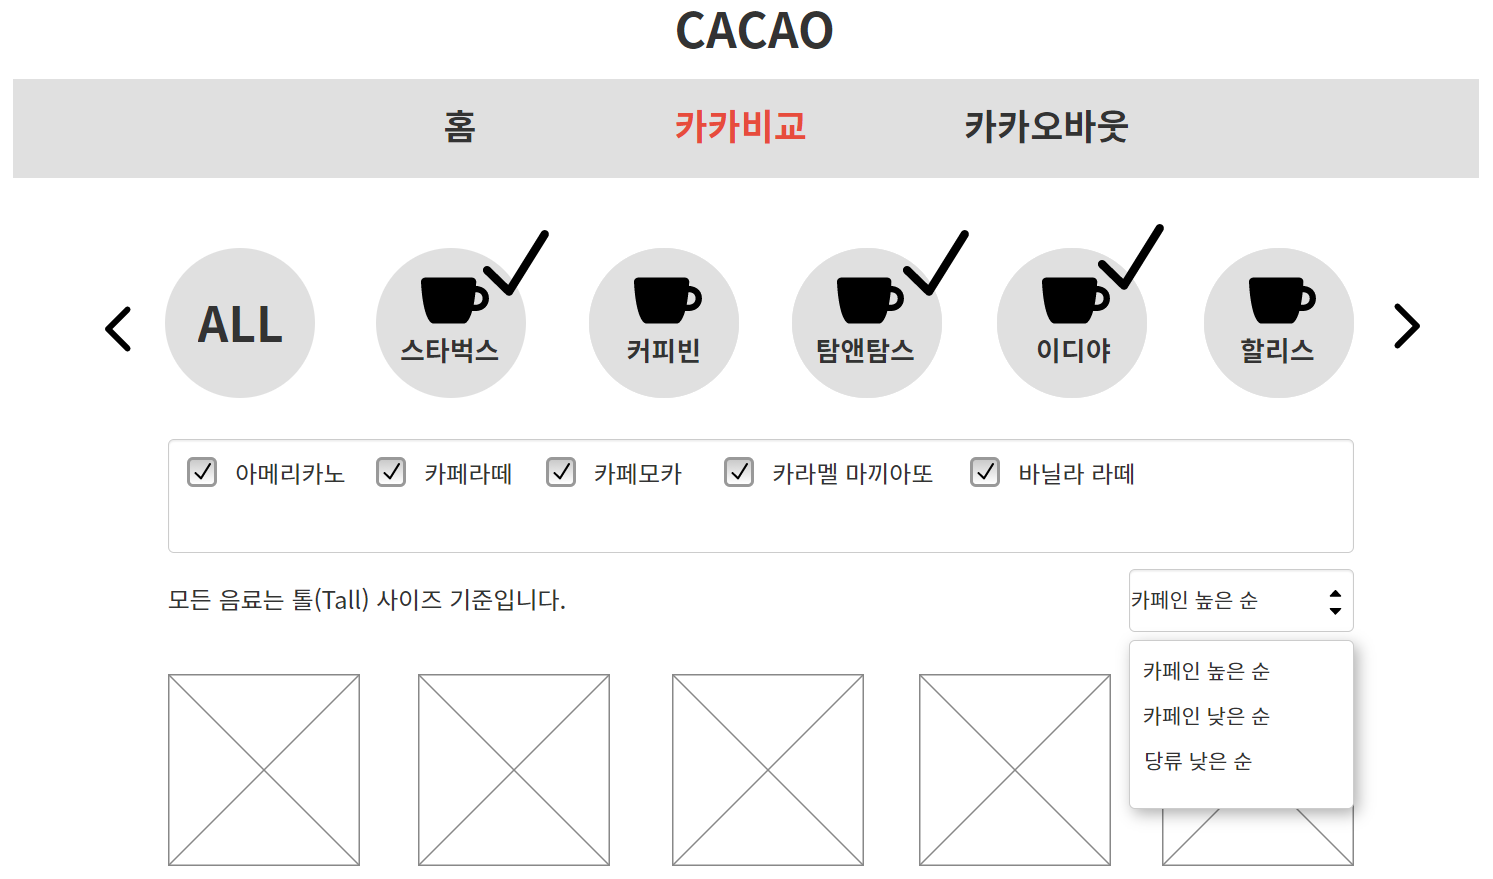 CACAO
홈 카카비교 카카오바웃
ALL 스타벅스 커피빈 탐앤탐스 이디야 할리스
아메리카노 카페라떼 카페모카 카라멜 마끼아또 바닐라 라떼
모든 음료는 톨(Tall) 사이즈 기준입니다. 카페인 높은 순
카페인 높은 순
카페인 낮은 순
당류 낮은 순